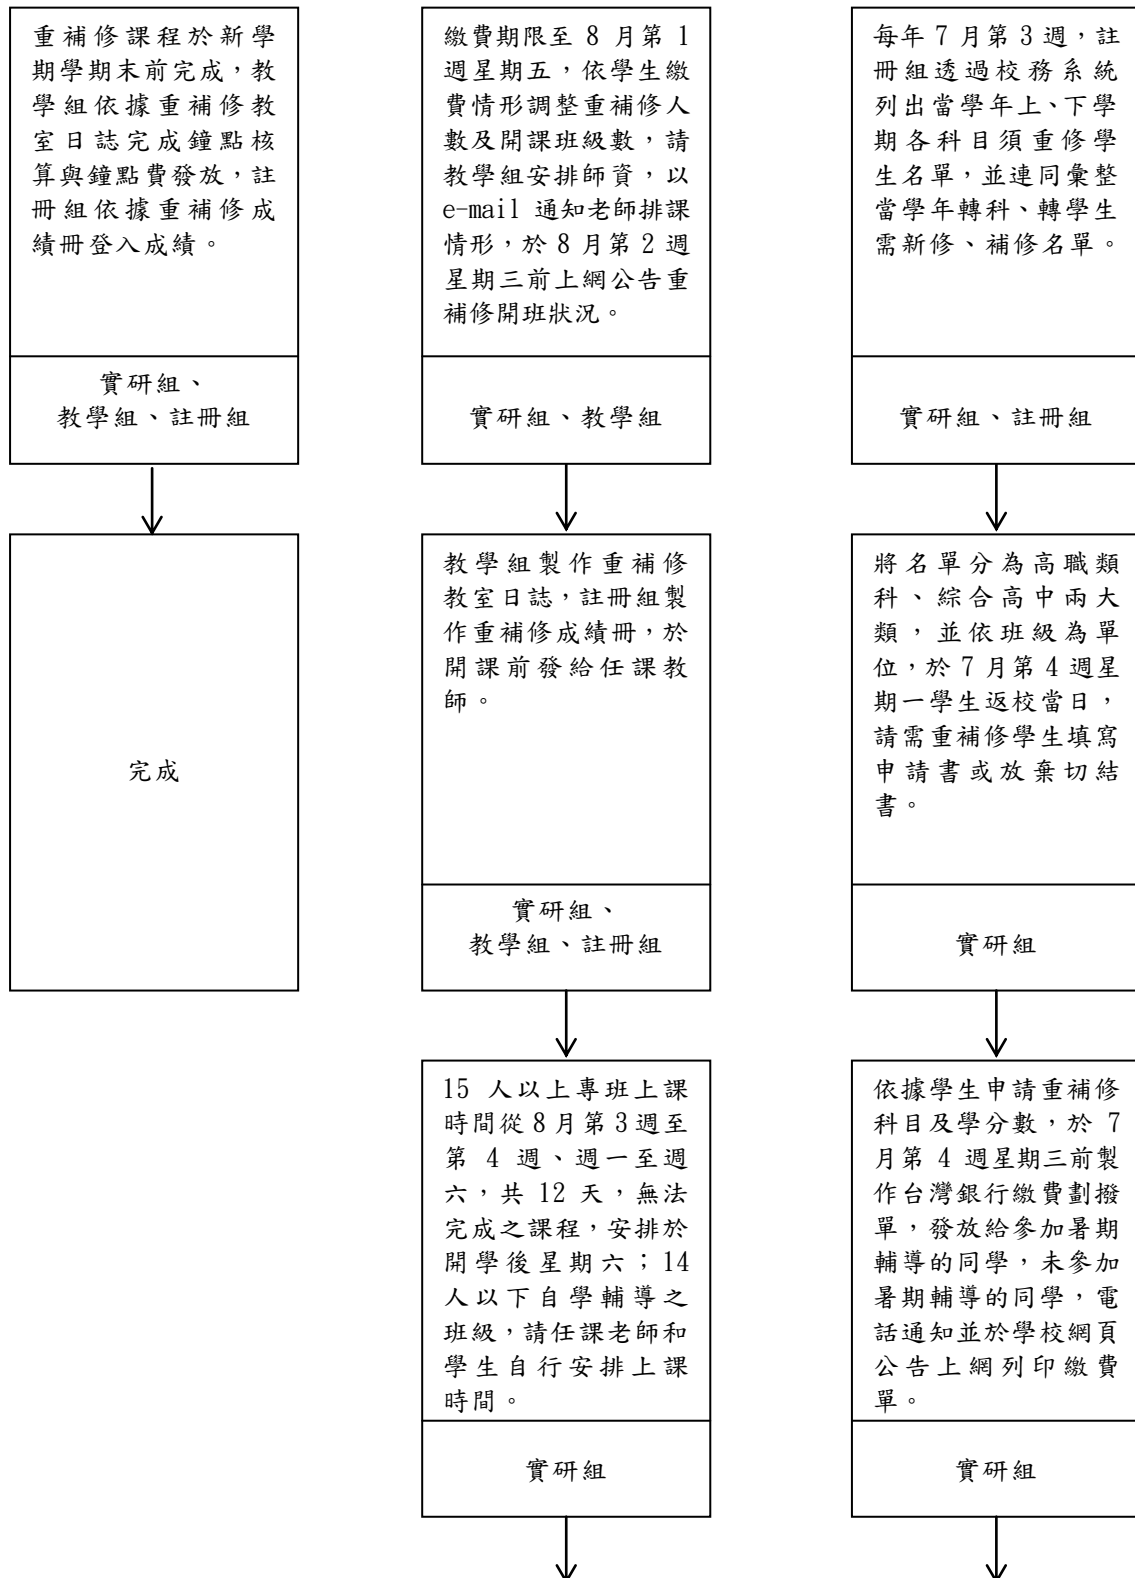 每年 7 月第 3 週，註
冊組透過校務系統
列出當學年上、下學
期各科目須重修學
生名單，並連同彙整
當學年轉科、轉學生
需新修、補修名單。
實研組、註冊組
將名單分為高職類
科、綜合高中兩大
類，並依班級為單
位，於 7 月第 4 週星
期一學生返校當日，
請需重補修學生填寫
申請書或放棄切結
書。
實研組
依據學生申請重補修
科目及學分數，於 7
月第 4 週星期三前製
作台灣銀行繳費劃撥
單，發放給參加暑期
輔導的同學，未參加
暑期輔導的同學，電
話通知並於學校網頁
公告上網列印繳費
單。
實研組
繳費期限至 8 月第 1
週星期五，依學生繳
費情形調整重補修人
數及開課班級數，請
教學組安排師資，以
e-mail 通知老師排課
情形，於 8 月第 2 週
星期三前上網公告重
補修開班狀況。
實研組、教學組
教學組製作重補修
教室日誌，註冊組製
作重補修成績冊，於
開課前發給任課教
師。
實研組、
教學組、註冊組
15 人以上專班上課
時間從 8 月第 3 週至
第 4 週、週一至週
六，共 12 天，無法
完成之課程，安排於
開學後星期六；14
人以下自學輔導之
班級，請任課老師和
學生自行安排上課
時間。
實研組
重補修課程於新學
期學期末前完成，教
學組依據重補修教
室日誌完成鐘點核
算與鐘點費發放，註
冊組依據重補修成
績冊登入成績。
實研組、
教學組、註冊組
完成